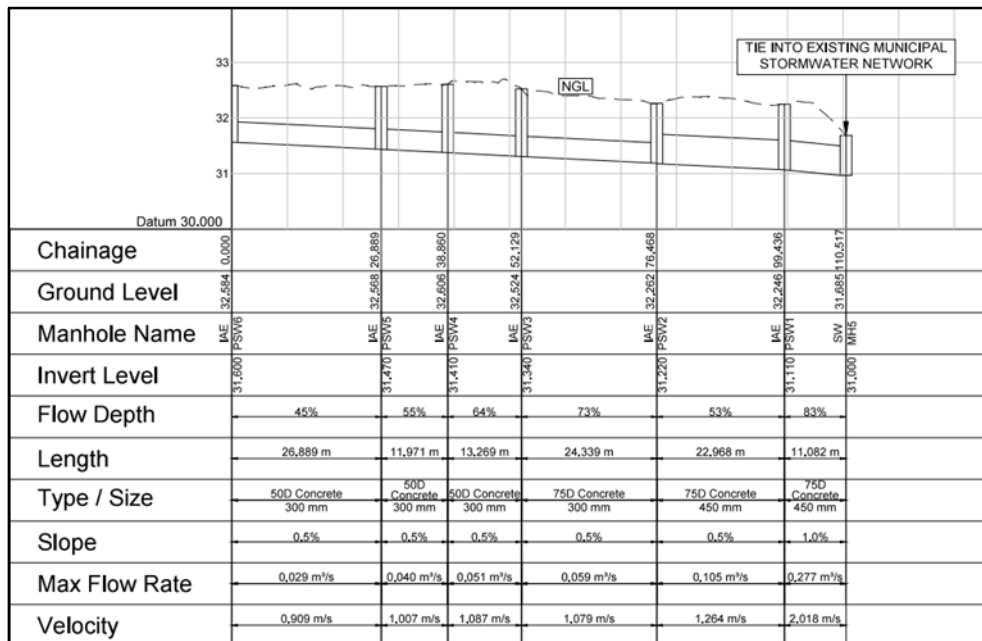 TIE INTO EXISTING MUNICIPAL
STORMWATER NETWORK
33
NGL
32
31
Datum 30.000
Chainage 0.000 26.889 38.860 52.129 76.468 99.436 110.517
Ground Level 32.584 32.568 32.606 32.524 32.262 32.246 31.685
Manhole Name IAE PSW6 IAE PSW5 IAE PSW4 IAE PSW3 IAE PSW2 IAE PSW1 SW MH5
Invert Level 31.600 31.470 31.410 31.340 31.220 31.110 31.000
Flow Depth 45% 55% 64% 73% 53% 83%
Length 26.889 m 11.971 m 13.269 m 24.339 m 22.968 m 11.082 m
Type / Size 50D Concrete 300 mm 50D Concrete 300 mm 50D Concrete 300 mm 75D Concrete 300 mm 75D Concrete 450 mm 75D Concrete 450 mm
Slope 0.5% 0.5% 0.5% 0.5% 0.5% 1.0%
Max Flow Rate 0.029 m³/s 0.040 m³/s 0.051 m³/s 0.059 m³/s 0.105 m³/s 0.277 m³/s
Velocity 0.909 m/s 1.007 m/s 1.087 m/s 1.079 m/s 1.264 m/s 2.018 m/s